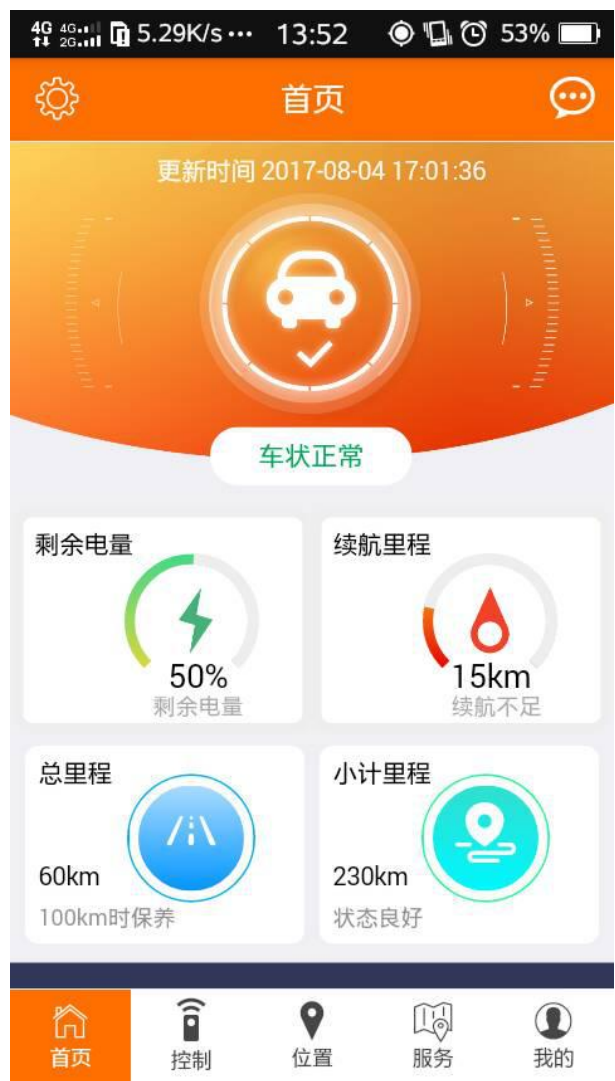 4G 4G 2G 5.29K/s ··· 13:52 53%
首页
更新时间 2017-08-04 17:01:36
车状正常
剩余电量
50%
剩余电量
续航里程
15km
续航不足
总里程
60km
100km时保养
小计里程
230km
状态良好
首页 控制 位置 服务 我的